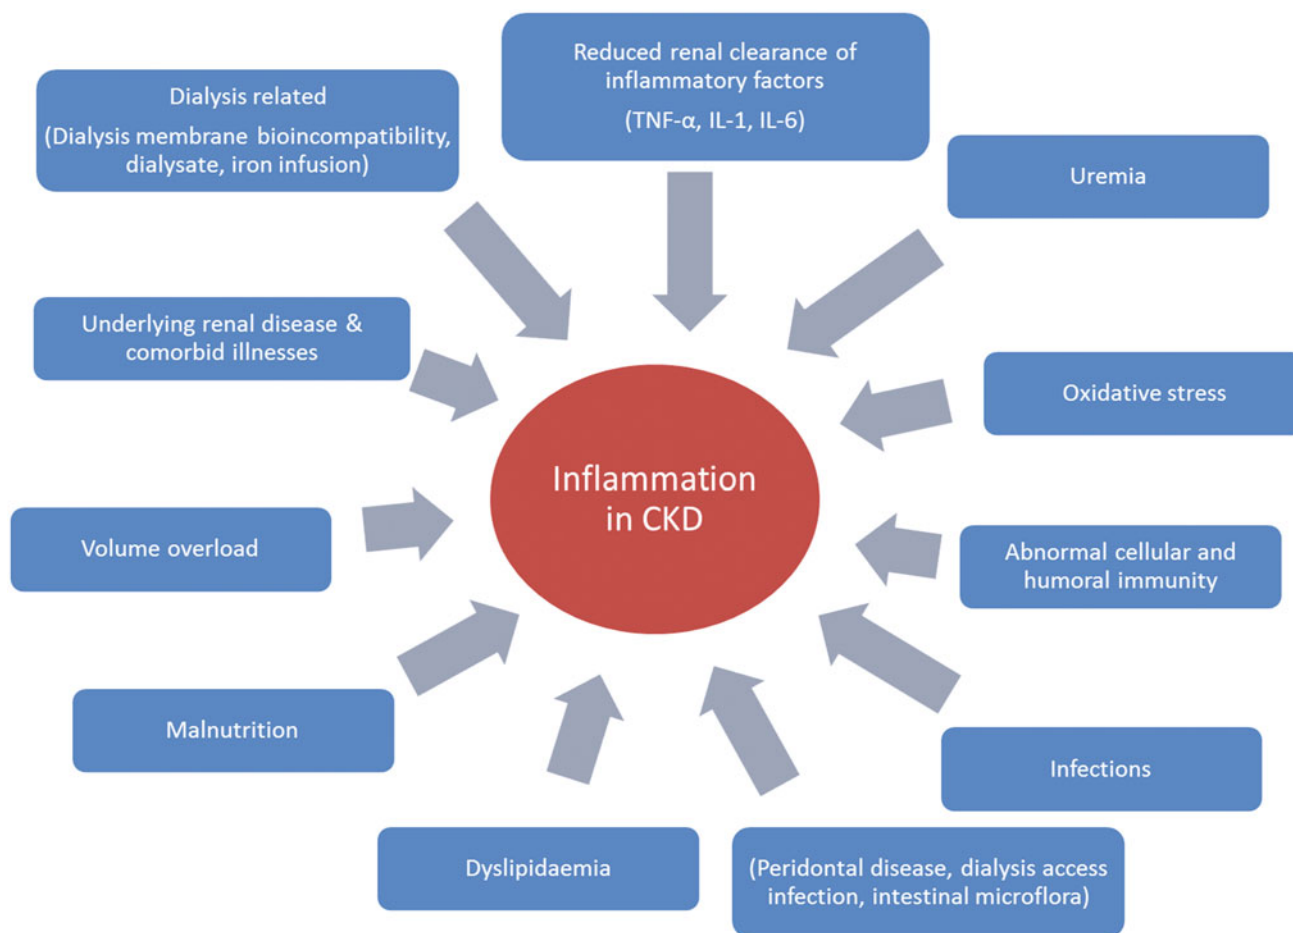 Reduced renal clearance of
inflammatory factors
(TNF-α, IL-1, IL-6)
Dialysis related
(Dialysis membrane bioincompatibility,
dialysate, iron infusion)
Uremia
Underlying renal disease &
comorbid illnesses
Oxidative stress
Inflammation
in CKD
Volume overload
Abnormal cellular and
humoral immunity
Malnutrition
Infections
Dyslipidaemia
(Peridontal disease, dialysis access
infection, intestinal microflora)